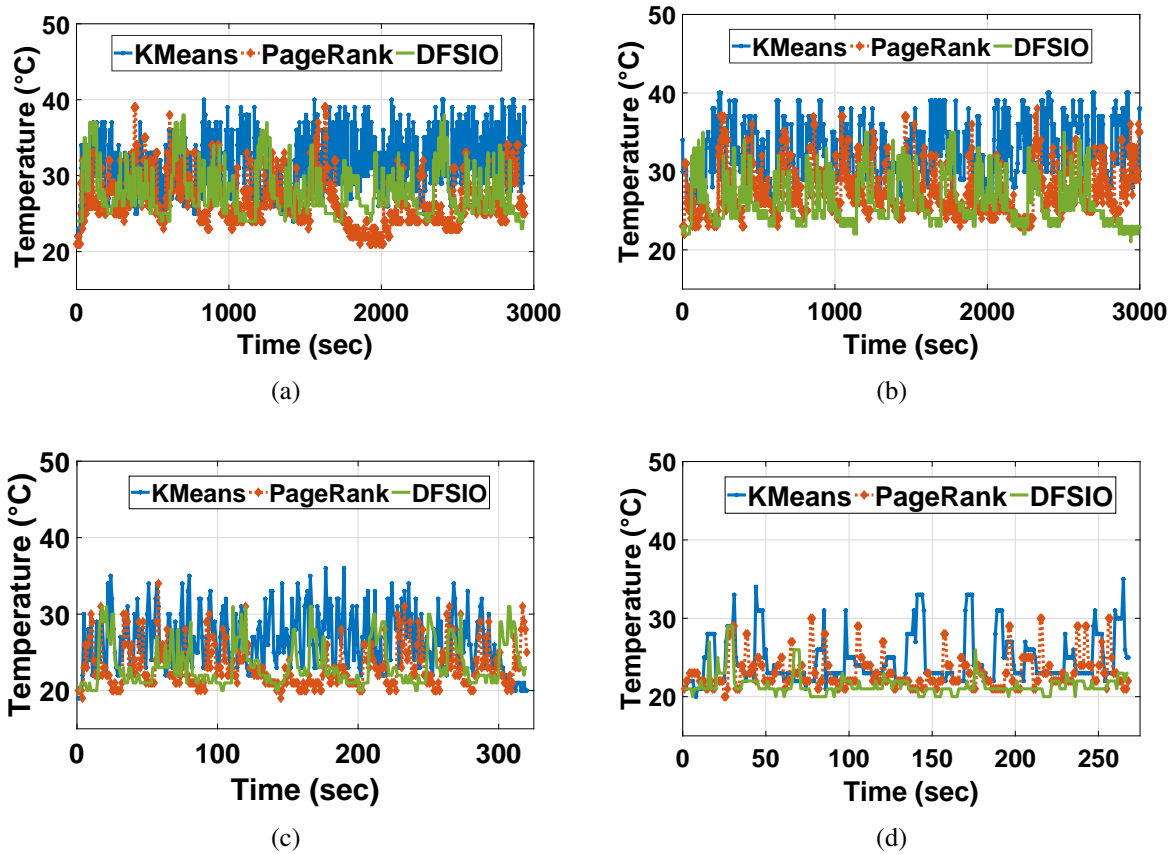 50
40
30
20
Temperature (°C)
KMeans PageRank DFSIO
0 1000 2000 3000
Time (sec)
(a)
50
40
30
20
Temperature (°C)
KMeans PageRank DFSIO
0 1000 2000 3000
Time (sec)
(b)
50
40
30
20
Temperature (°C)
KMeans PageRank DFSIO
0 100 200 300
Time (sec)
(c)
50
40
30
20
Temperature (°C)
KMeans PageRank DFSIO
0 50 100 150 200 250
Time (sec)
(d)